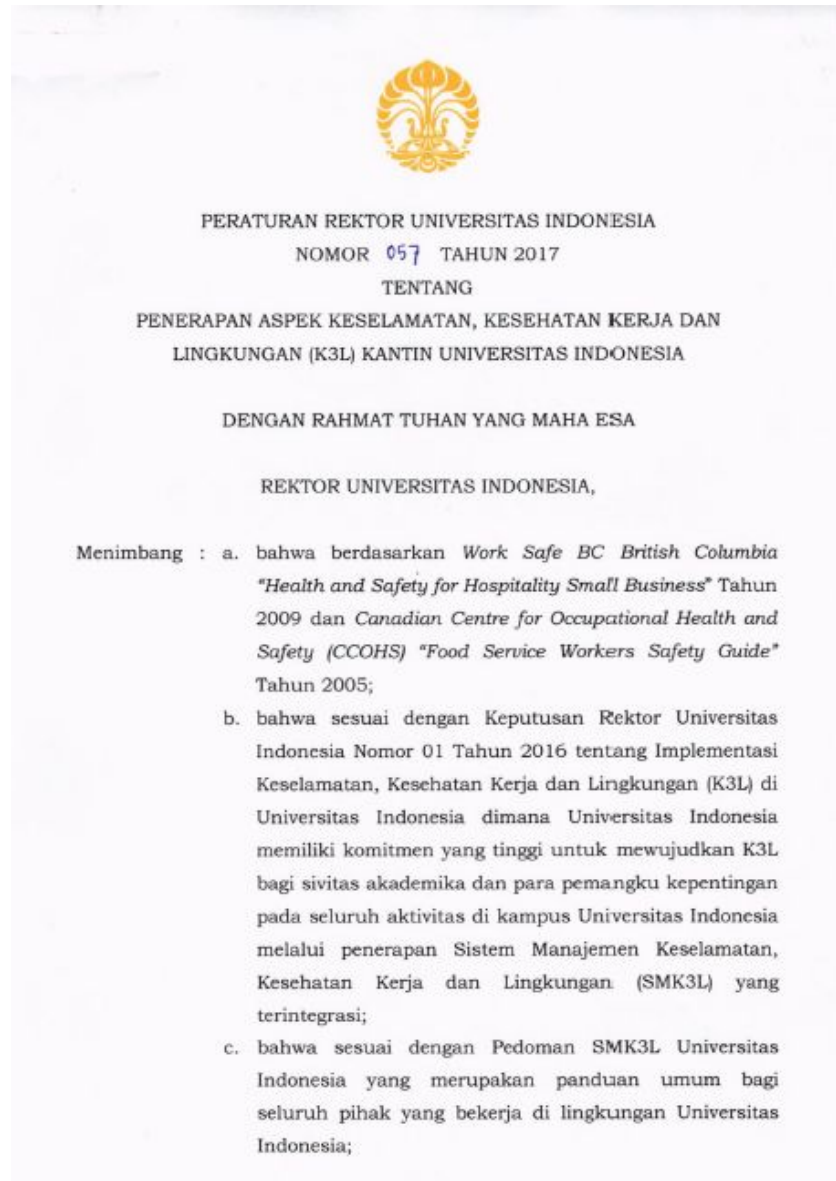 PERATURAN REKTOR UNIVERSITAS INDONESIA
NOMOR 057 TAHUN 2017
TENTANG
PENERAPAN ASPEK KESELAMATAN, KESEHATAN KERJA DAN
LINGKUNGAN (K3L) KANTIN UNIVERSITAS INDONESIA
DENGAN RAHMAT TUHAN YANG MAHA ESA
REKTOR UNIVERSITAS INDONESIA,
Menimbang : a. bahwa berdasarkan Work Safe BC British Columbia
"Health and Safety for Hospitality Small Business" Tahun
2009 dan Canadian Centre for Occupational Health and
Safety (CCOHS) "Food Service Workers Safety Guide"
Tahun 2005;
b. bahwa sesuai dengan Keputusan Rektor Universitas
Indonesia Nomor 01 Tahun 2016 tentang Implementasi
Keselamatan, Kesehatan Kerja dan Lingkungan (K3L) di
Universitas Indonesia dimana Universitas Indonesia
memiliki komitmen yang tinggi untuk mewujudkan K3L
bagi sivitas akademika dan para pemangku kepentingan
pada seluruh aktivitas di kampus Universitas Indonesia
melalui penerapan Sistem Manajemen Keselamatan,
Kesehatan Kerja dan Lingkungan (SMK3L) yang
terintegrasi;
c. bahwa sesuai dengan Pedoman SMK3L Universitas
Indonesia yang merupakan panduan umum bagi
seluruh pihak yang bekerja di lingkungan Universitas
Indonesia;